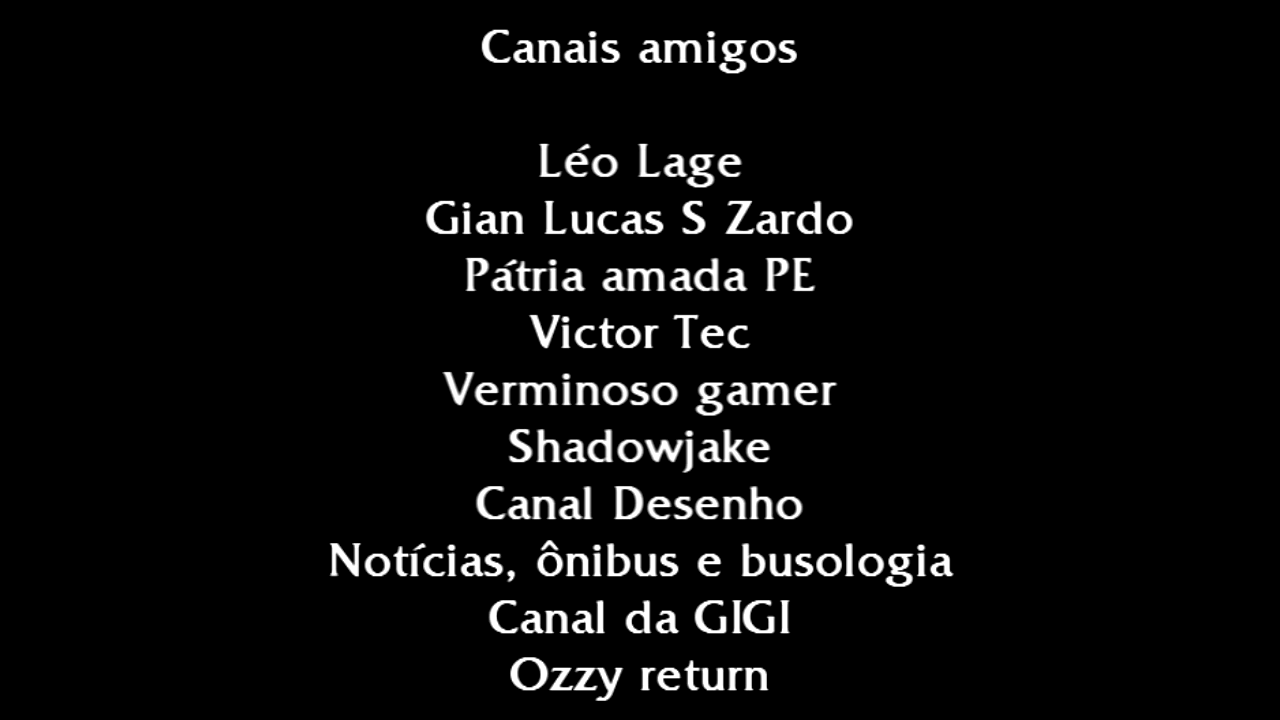 Canais amigos
Léo Lage
Gian Lucas S Zardo
Pátria amada PE
Victor Tec
Verminoso gamer
Shadowjake
Canal Desenho
Notícias, ônibus e busologia
Canal da GIGI
Ozzy return